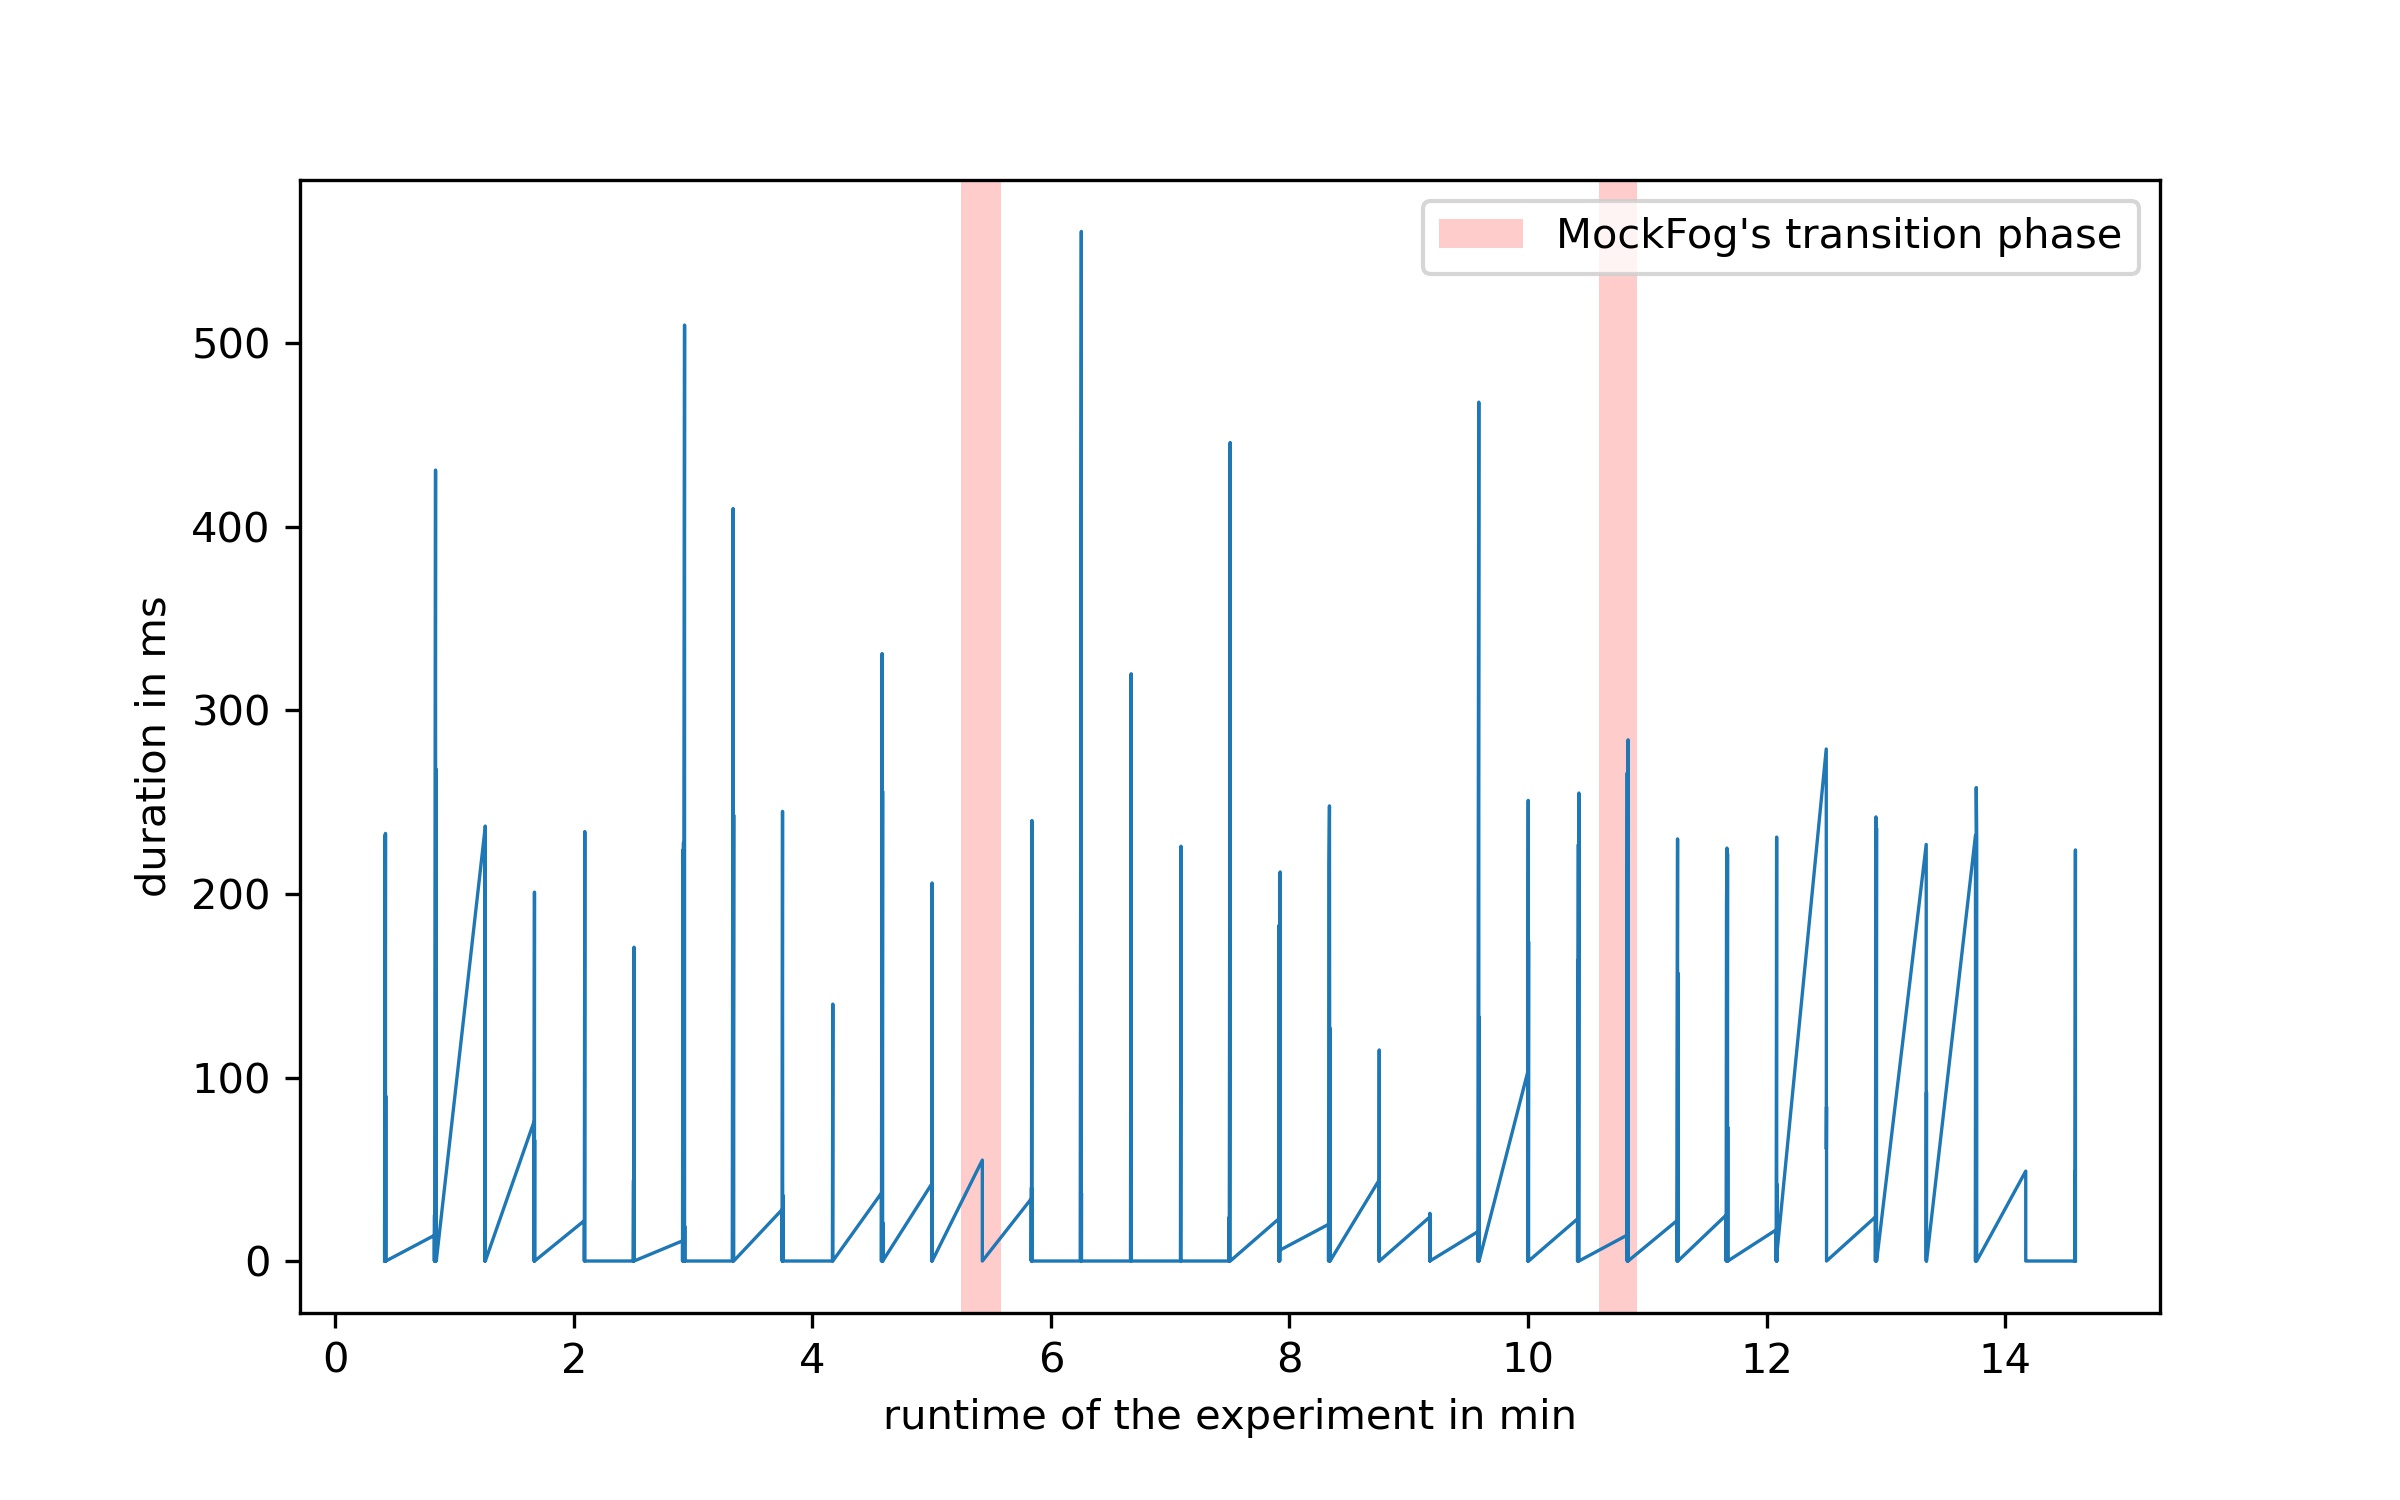 MockFog's transition phase
duration in ms
500
400
300
200
100
0
0 2 4 6 8 10 12 14
runtime of the experiment in min